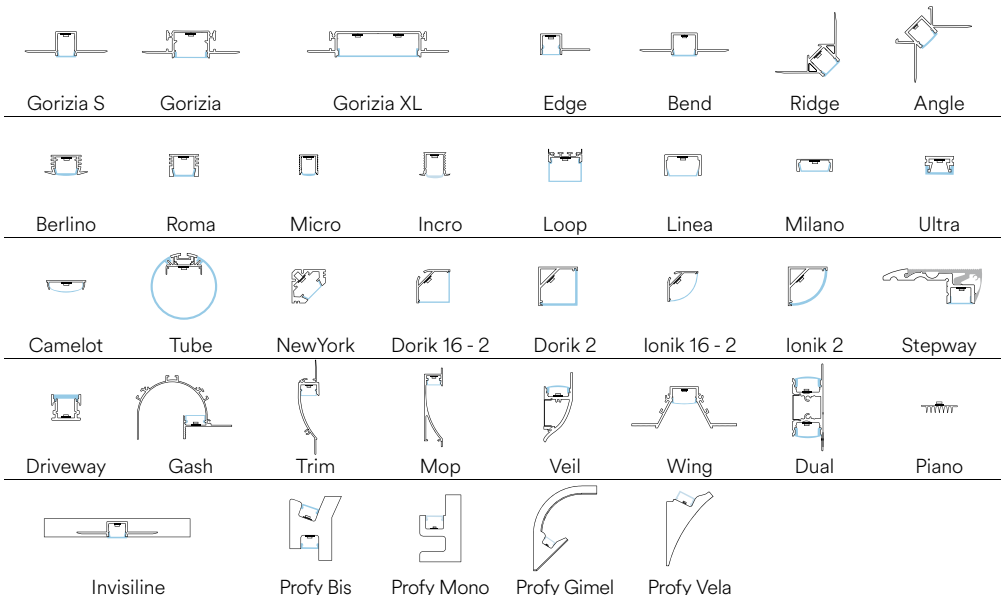 Gorizia S Gorizia Gorizia XL Edge Bend Ridge Angle
Berlino Roma Micro Incro Loop Linea Milano Ultra
Camelot Tube NewYork Dorik 16 - 2 Dorik 2 Ionik 16 - 2 Ionik 2 Stepway
Driveway Gash Trim Mop Veil Wing Dual Piano
Invisiline Profy Bis Profy Mono Profy Gimel Profy Vela